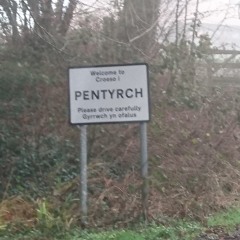 Welcome to
Croeso i
PENTYRCH
Please drive carefully
Gyrrwch yn ofalus